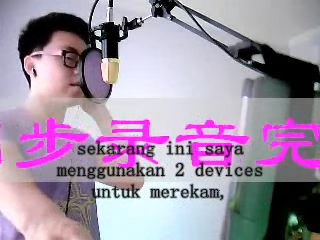 步录音完
sekarang ini saya
menggunakan 2 devices
untuk merekam,